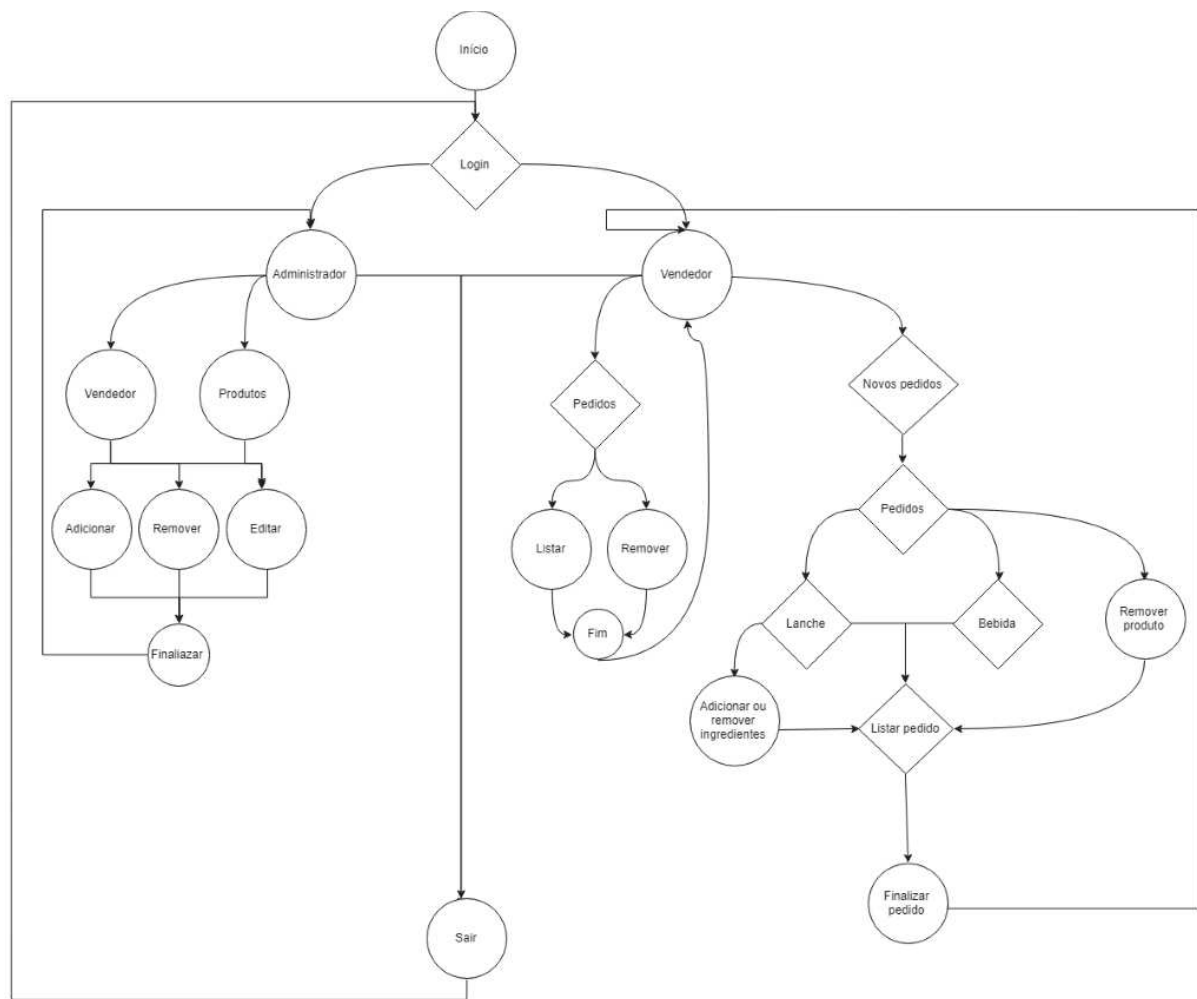 Início
Login
Administrador
Vendedor
Vendedor
Produtos
Pedidos
Novos pedidos
Adicionar
Remover
Editar
Listar
Remover
Pedidos
Fim
Finaliazar
Lanche
Bebida
Remover
produto
Adicionar ou
remover
ingredientes
Listar pedido
Finalizar
pedido
Sair